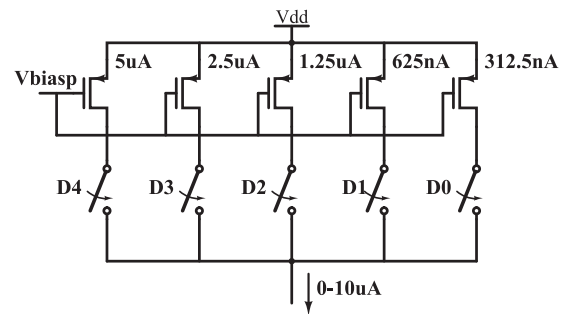 Vdd
5uA 2.5uA 1.25uA 625nA 312.5nA
Vbiasp
D4 D3 D2 D1 D0
0-10uA